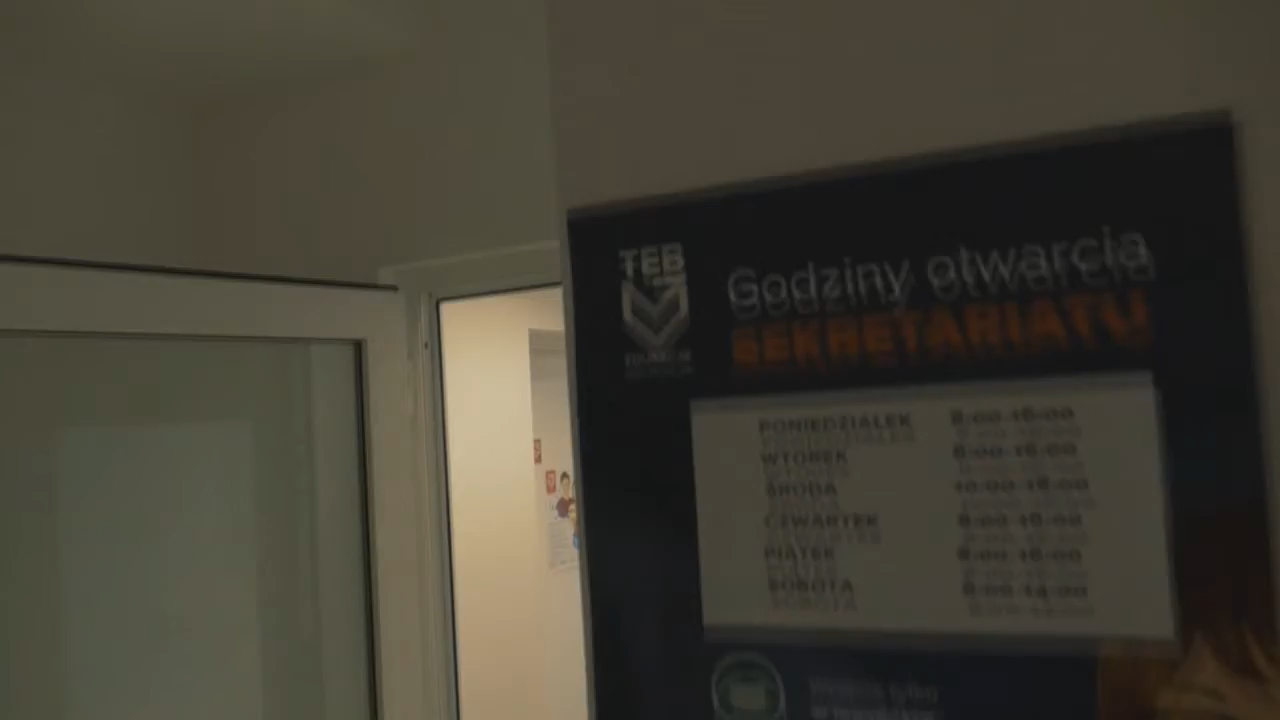 TEB
Godziny otwarcia
SEKRETARIATU
PONIEDZIAŁEK 8:00-16:00
WTOREK 8:00-16:00
ŚRODA 10:00-18:00
CZWARTEK 8:00-16:00
PIĄTEK 8:00-16:00
SOBOTA 8:00-14:00